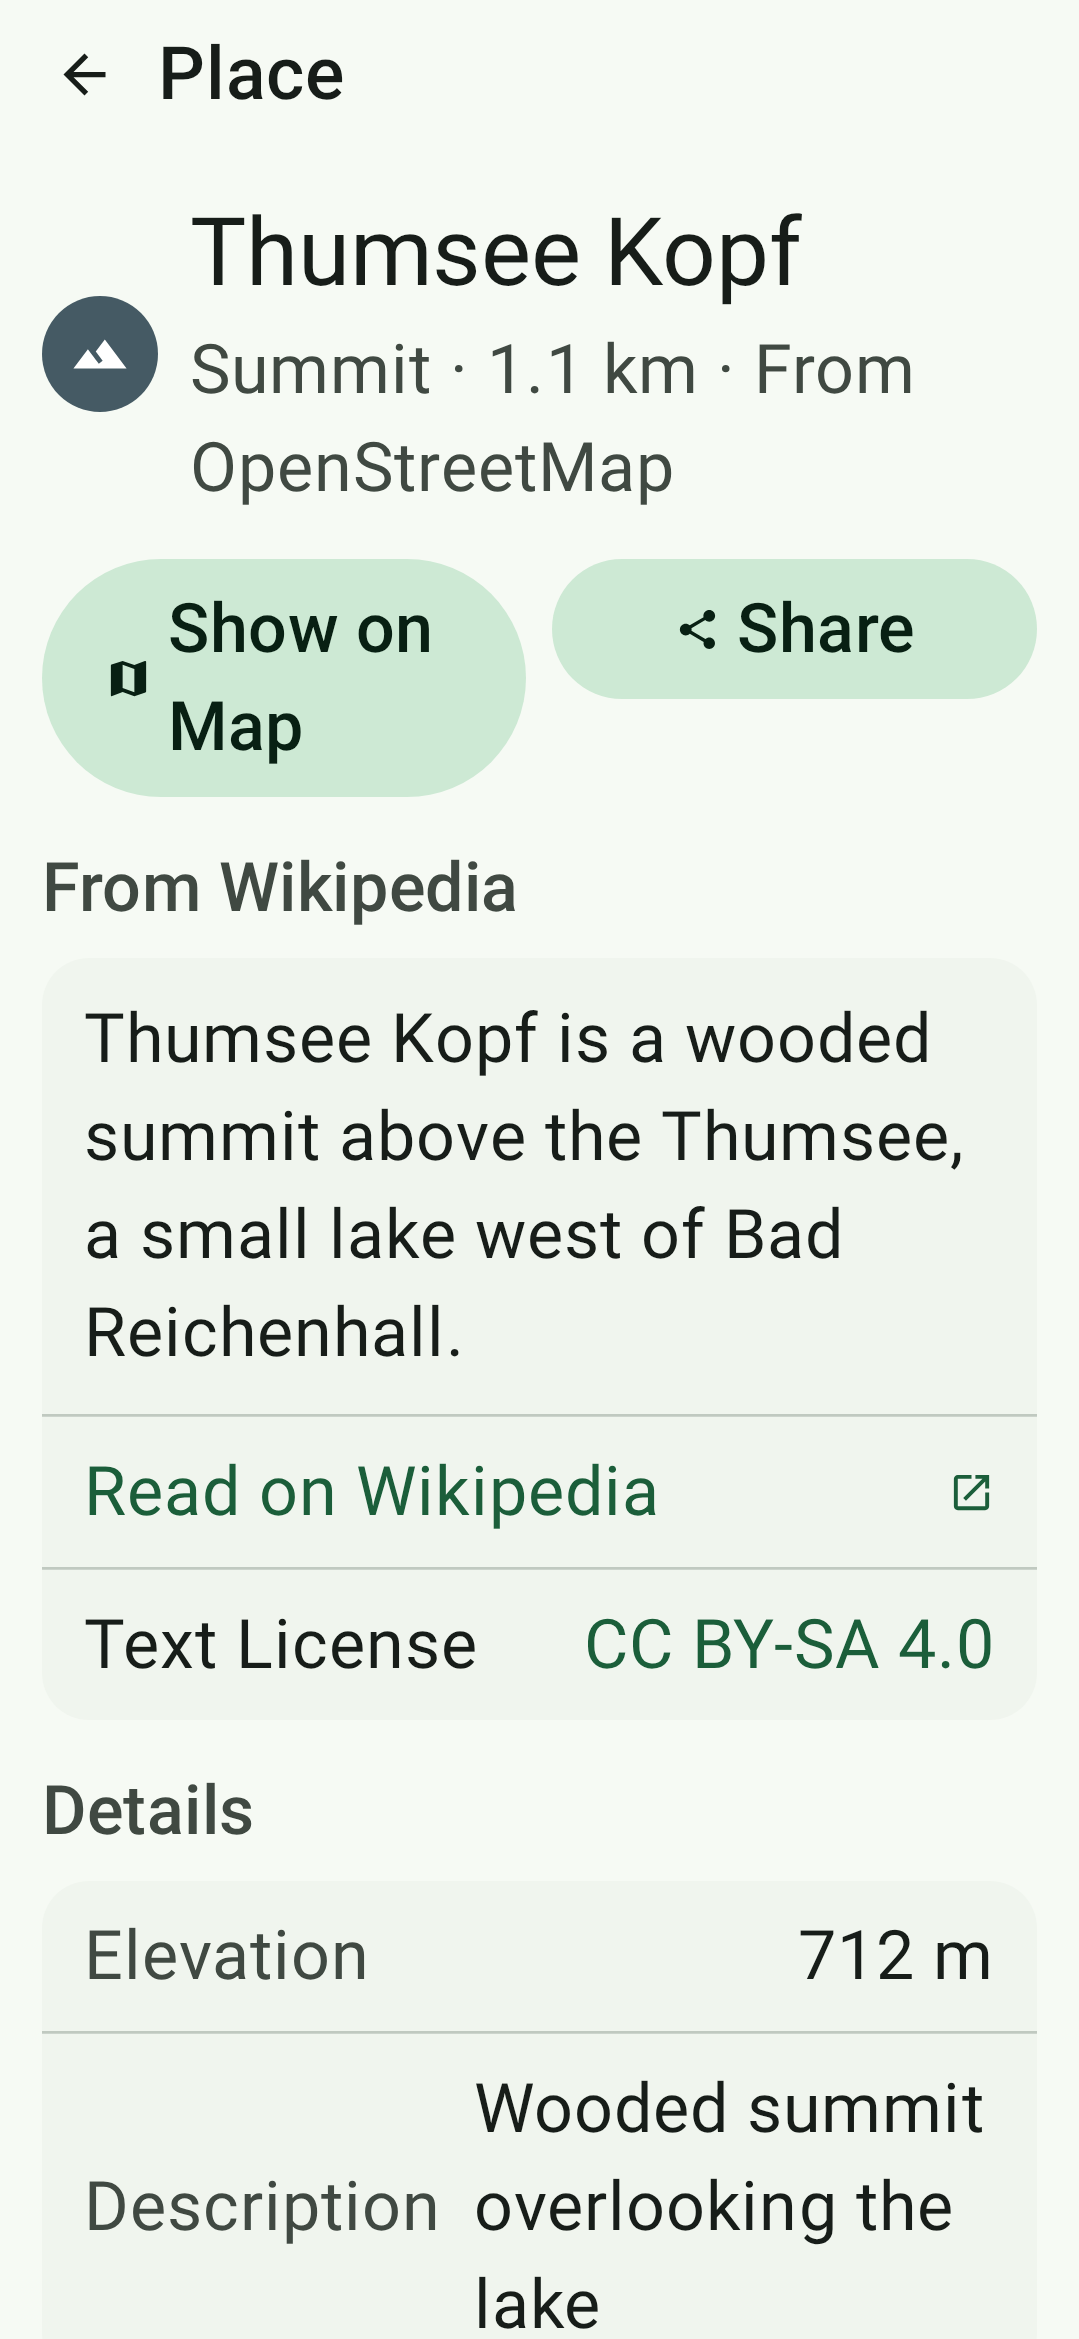 Place
Thumsee Kopf
Summit · 1.1 km · From
OpenStreetMap
Show on
Map
Share
From Wikipedia
Thumsee Kopf is a wooded
summit above the Thumsee,
a small lake west of Bad
Reichenhall.
Read on Wikipedia
Text License CC BY-SA 4.0
Details
Elevation 712 m
Description Wooded summit
overlooking the
lake